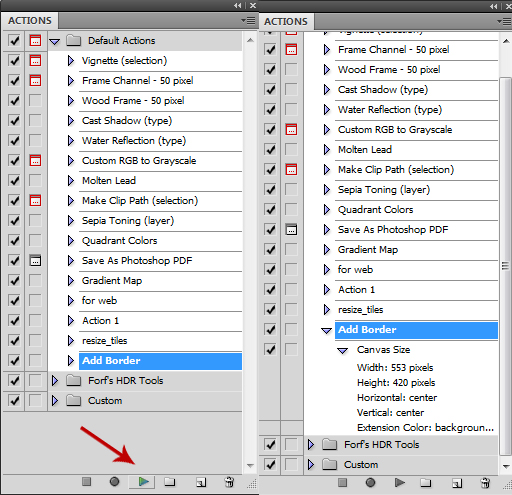 ACTIONS
Default Actions
Vignette (selection)
Frame Channel - 50 pixel
Wood Frame - 50 pixel
Cast Shadow (type)
Water Reflection (type)
Custom RGB to Grayscale
Molten Lead
Make Clip Path (selection)
Sepia Toning (layer)
Quadrant Colors
Save As Photoshop PDF
Gradient Map
for web
Action 1
resize_tiles
Add Border
Forf's HDR Tools
Custom
ACTIONS
Vignette (selection)
Frame Channel - 50 pixel
Wood Frame - 50 pixel
Cast Shadow (type)
Water Reflection (type)
Custom RGB to Grayscale
Molten Lead
Make Clip Path (selection)
Sepia Toning (layer)
Quadrant Colors
Save As Photoshop PDF
Gradient Map
for web
Action 1
resize_tiles
Add Border
Canvas Size
Width: 553 pixels
Height: 420 pixels
Horizontal: center
Vertical: center
Extension Color: backgroun...
Forf's HDR Tools
Custom